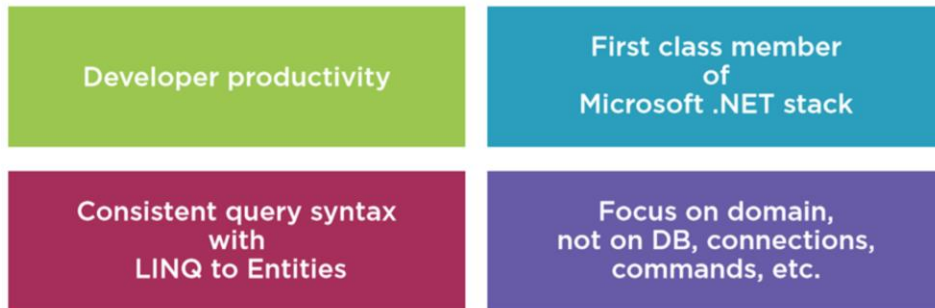 Developer productivity
First class member
of
Microsoft .NET stack
Consistent query syntax
with
LINQ to Entities
Focus on domain,
not on DB, connections,
commands, etc.